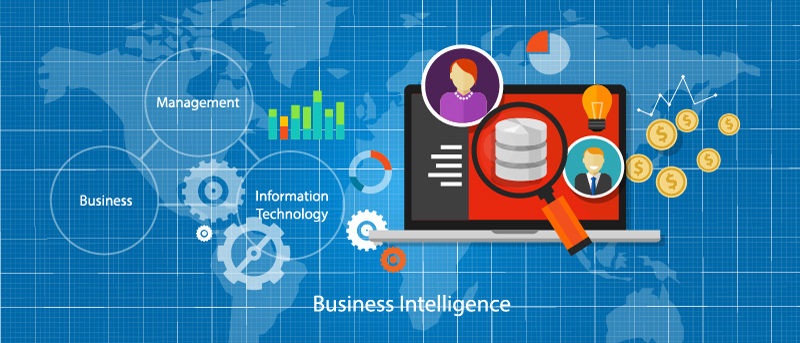 Management
Business
Information
Technology
Business Intelligence